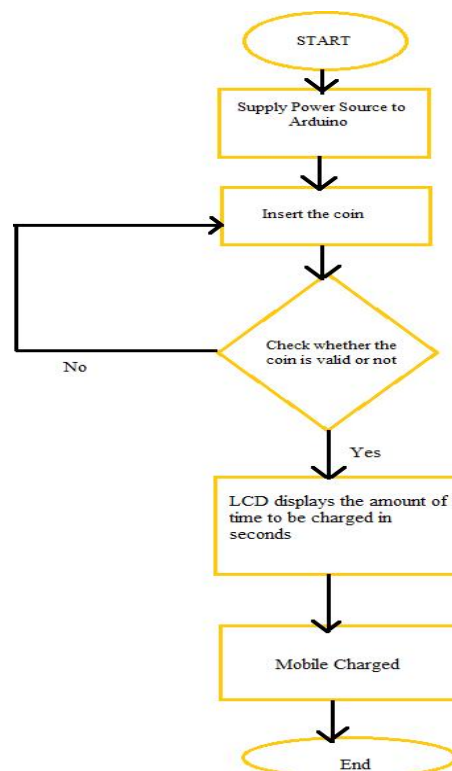 START
Supply Power Source to
Arduino
Insert the coin
Check whether the
coin is valid or not
No
Yes
LCD displays the amount of
time to be charged in
seconds
Mobile Charged
End